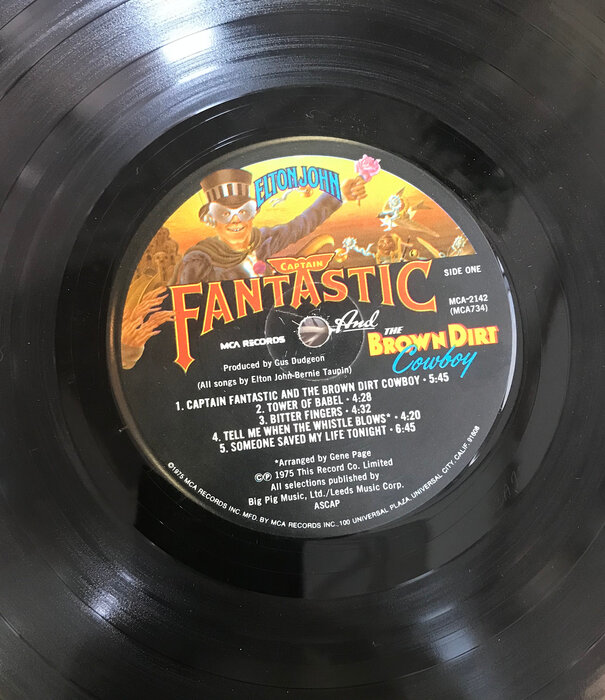 ELTON JOHN
CAPTAIN
FANTASTIC
SIDE ONE
MCA-2142
(MCA734)
And
THE
BROWN DIRT
Cowboy
MCA RECORDS
Produced by Gus Dudgeon
(All songs by Elton John-Bernie Taupin)
1. CAPTAIN FANTASTIC AND THE BROWN DIRT COWBOY • 5:45
2. TOWER OF BABEL • 4:28
3. BITTER FINGERS • 4:32
4. TELL ME WHEN THE WHISTLE BLOWS* • 4:20
5. SOMEONE SAVED MY LIFE TONIGHT • 6:45
*Arranged by Gene Page
©℗ 1975 This Record Co. Limited
All selections published by
Big Pig Music, Ltd./Leeds Music Corp.
ASCAP
©1975 MCA RECORDS INC. MFD. BY MCA RECORDS INC., 100 UNIVERSAL PLAZA, UNIVERSAL CITY, CALIF. 91608